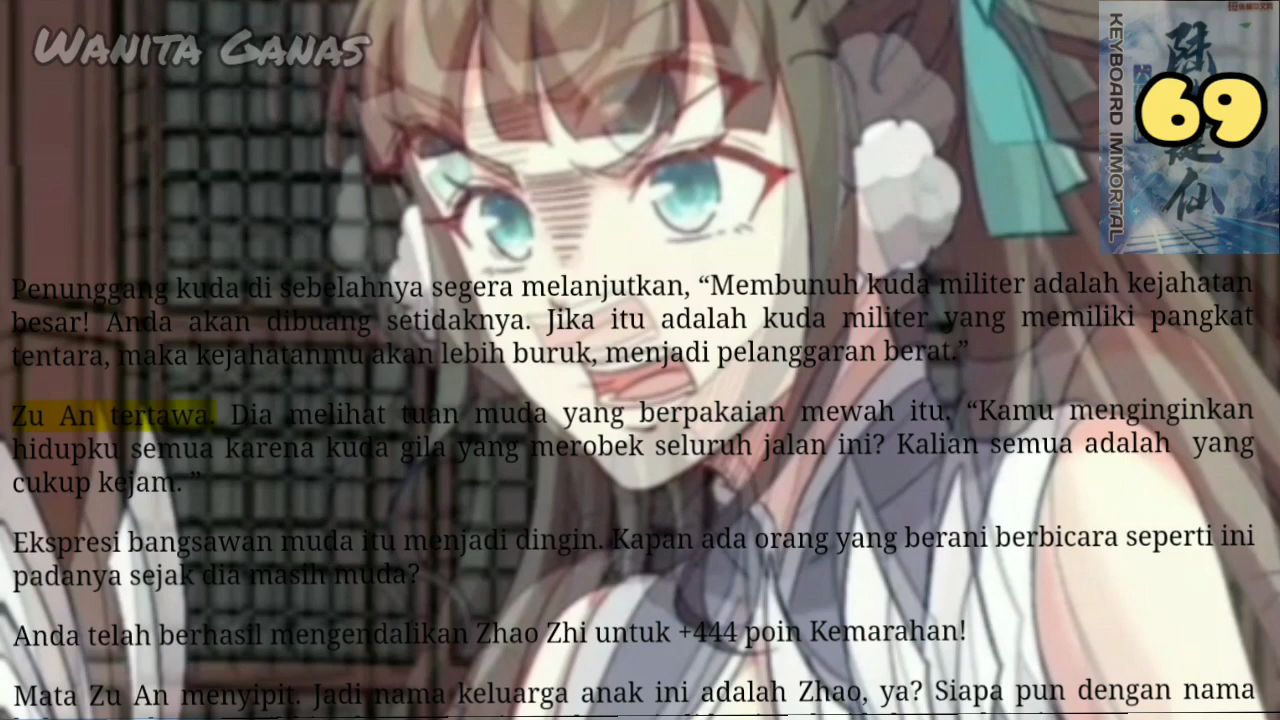 Wanita Ganas
KEYBOARD IMMORTAL
69
仙
Penunggang kuda di sebelahnya segera melanjutkan, “Membunuh kuda militer adalah kejahatan
besar! Anda akan dibuang setidaknya. Jika itu adalah kuda militer yang memiliki pangkat
tentara, maka kejahatanmu akan lebih buruk, menjadi pelanggaran berat.”
Zu An tertawa. Dia melihat tuan muda yang berpakaian mewah itu. “Kamu menginginkan
hidupku semua karena kuda gila yang merobek seluruh jalan ini? Kalian semua adalah yang
cukup kejam. ”
Ekspresi bangsawan muda itu menjadi dingin. Kapan ada orang yang berani berbicara seperti ini
padanya sejak dia masih muda?
Anda telah berhasil mengendalikan Zhao Zhi untuk +444 poin Kemarahan!
Mata Zu An menyipit. Jadi nama keluarga anak ini adalah Zhao, ya? Siapa pun dengan nama